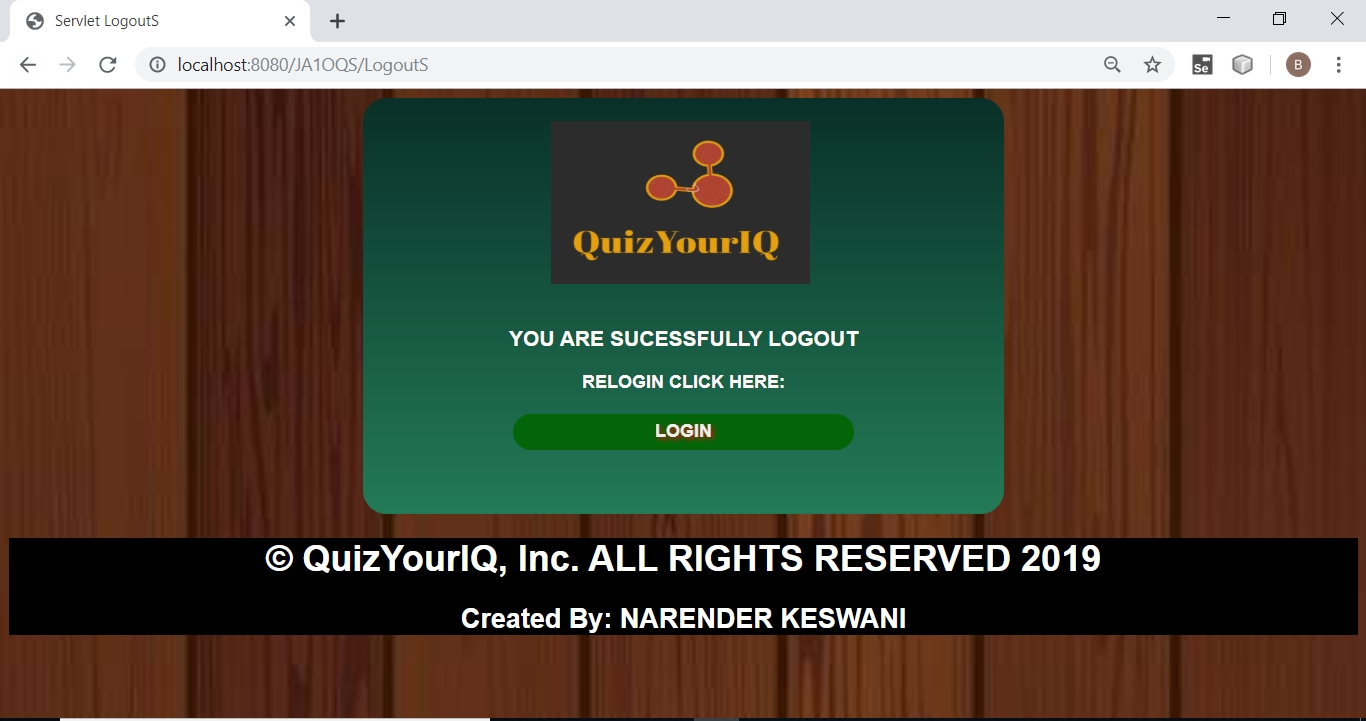 Servlet LogoutS
localhost:8080/JA1OQS/LogoutS
Se
B
QuizYourIQ
YOU ARE SUCESSFULLY LOGOUT
RELOGIN CLICK HERE:
LOGIN
© QuizYourIQ, Inc. ALL RIGHTS RESERVED 2019
Created By: NARENDER KESWANI